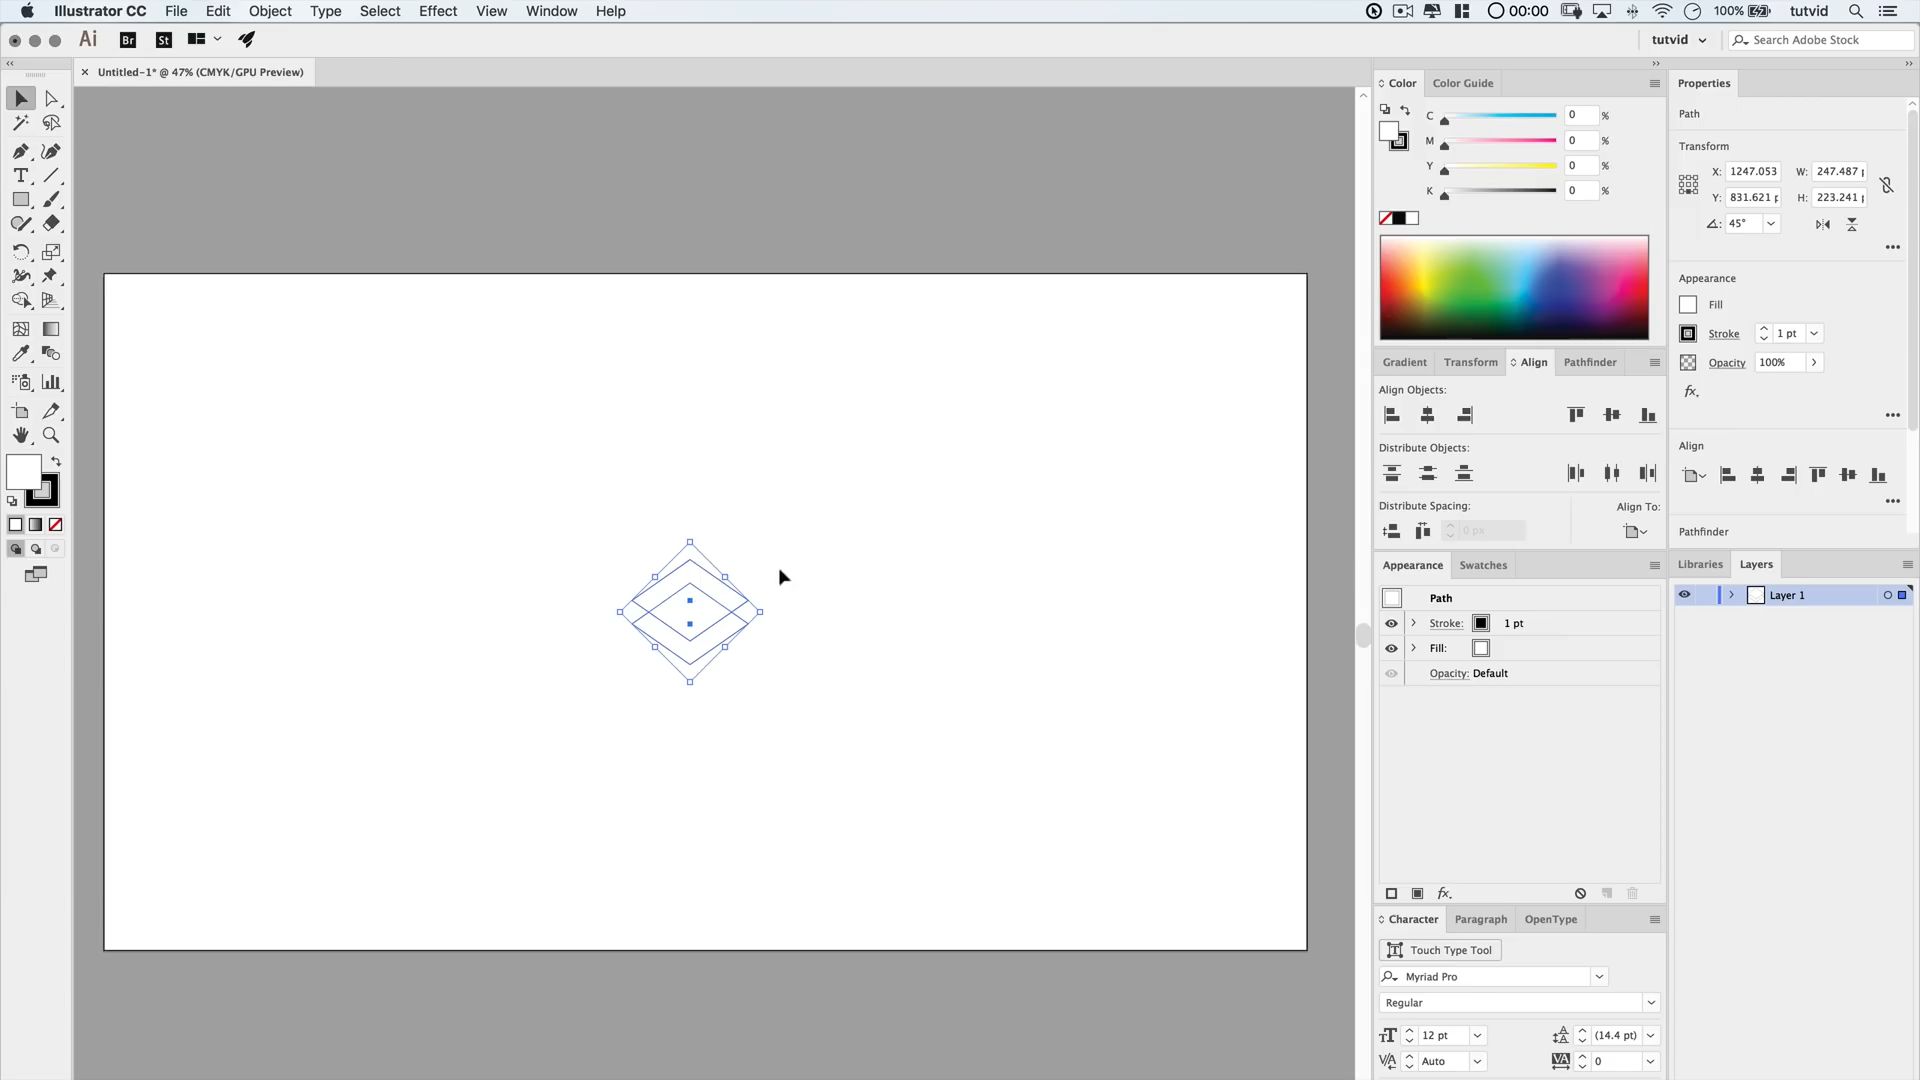 Illustrator CC File Edit Object Type Select Effect View Window Help 00:00 100% tutvid
Ai Br St tutvid Search Adobe Stock
Untitled-1* @ 47% (CMYK/GPU Preview)
Color Color Guide
C 0 %
M 0 %
Y 0 %
K 0 %
Gradient Transform Align Pathfinder
Align Objects:
Distribute Objects:
Distribute Spacing: Align To:
0 px
Appearance Swatches
Path
Stroke: 1 pt
Fill:
Opacity: Default
fx.
Character Paragraph OpenType
Touch Type Tool
Myriad Pro
Regular
12 pt (14.4 pt)
Auto 0
Properties
Path
Transform
X: 1247.053 W: 247.487 p
Y: 831.621 p H: 223.241 p
45°
Appearance
Fill
Stroke 1 pt
Opacity 100%
fx.
Align
Pathfinder
Libraries Layers
Layer 1